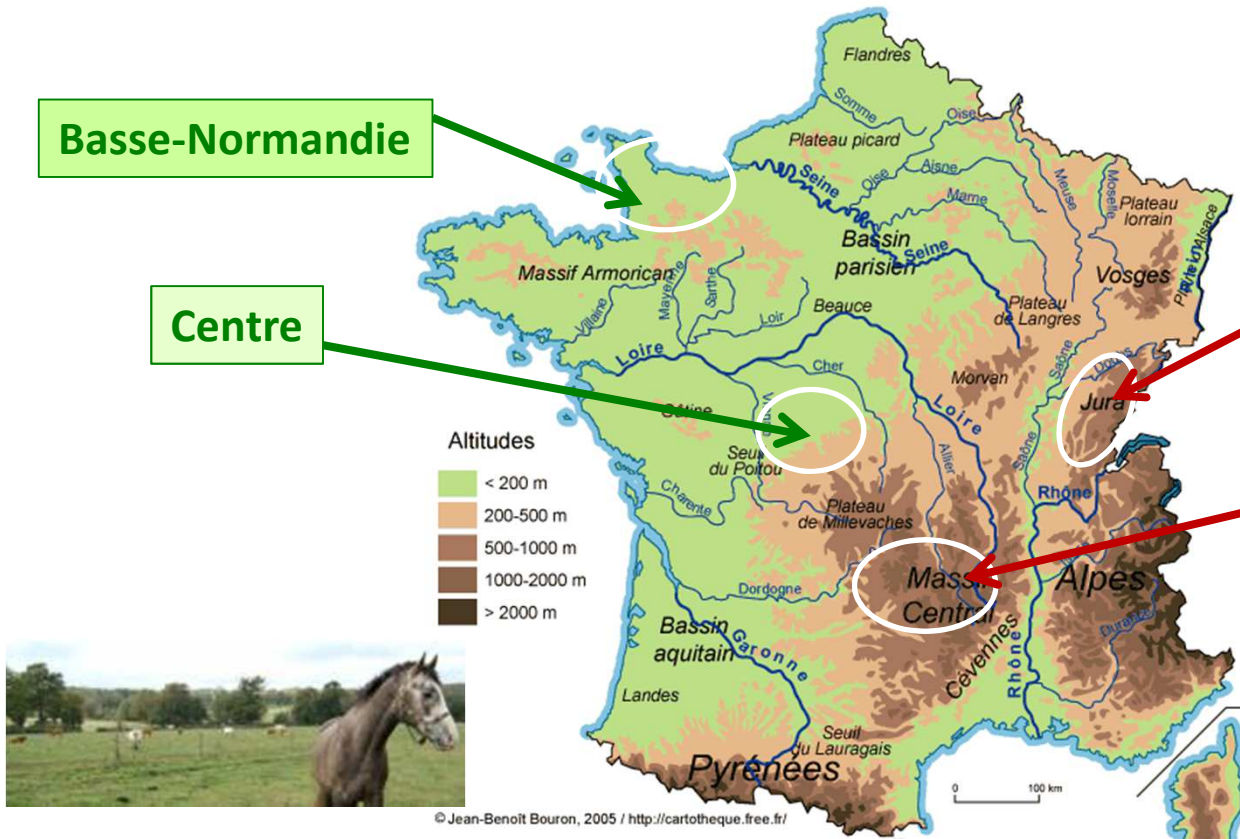 Flandres
Somme
Oise
Basse-Normandie
Plateau picard
Seine
Oise
Aisne
Meuse
Moselle
Plateau
lorrain
Marne
Bassin
parisien
Seine
Vosges
Massif Armorican
Mayenne
Sarthe
Villaine
Loir
Beauce
Plateau
de Langres
Centre
Loire
Cher
Morvan
Loire
Saône
Doubs
Jura
Gâtine
Vienne
Altitudes
Seuil
du Poitou
Allier
Saône
< 200 m
200-500 m
500-1000 m
1000-2000 m
> 2000 m
Charente
Plateau
de Millevaches
Rhône
Dordogne
Massif
Central
Alpes
Durance
Bassin
aquitain
Garonne
Cévennes
Rhône
Landes
Seuil
du Lauragais
Pyrénées
0
100 km
© Jean-Benoît Bouron, 2005 / http://cartotheque.free.fr/